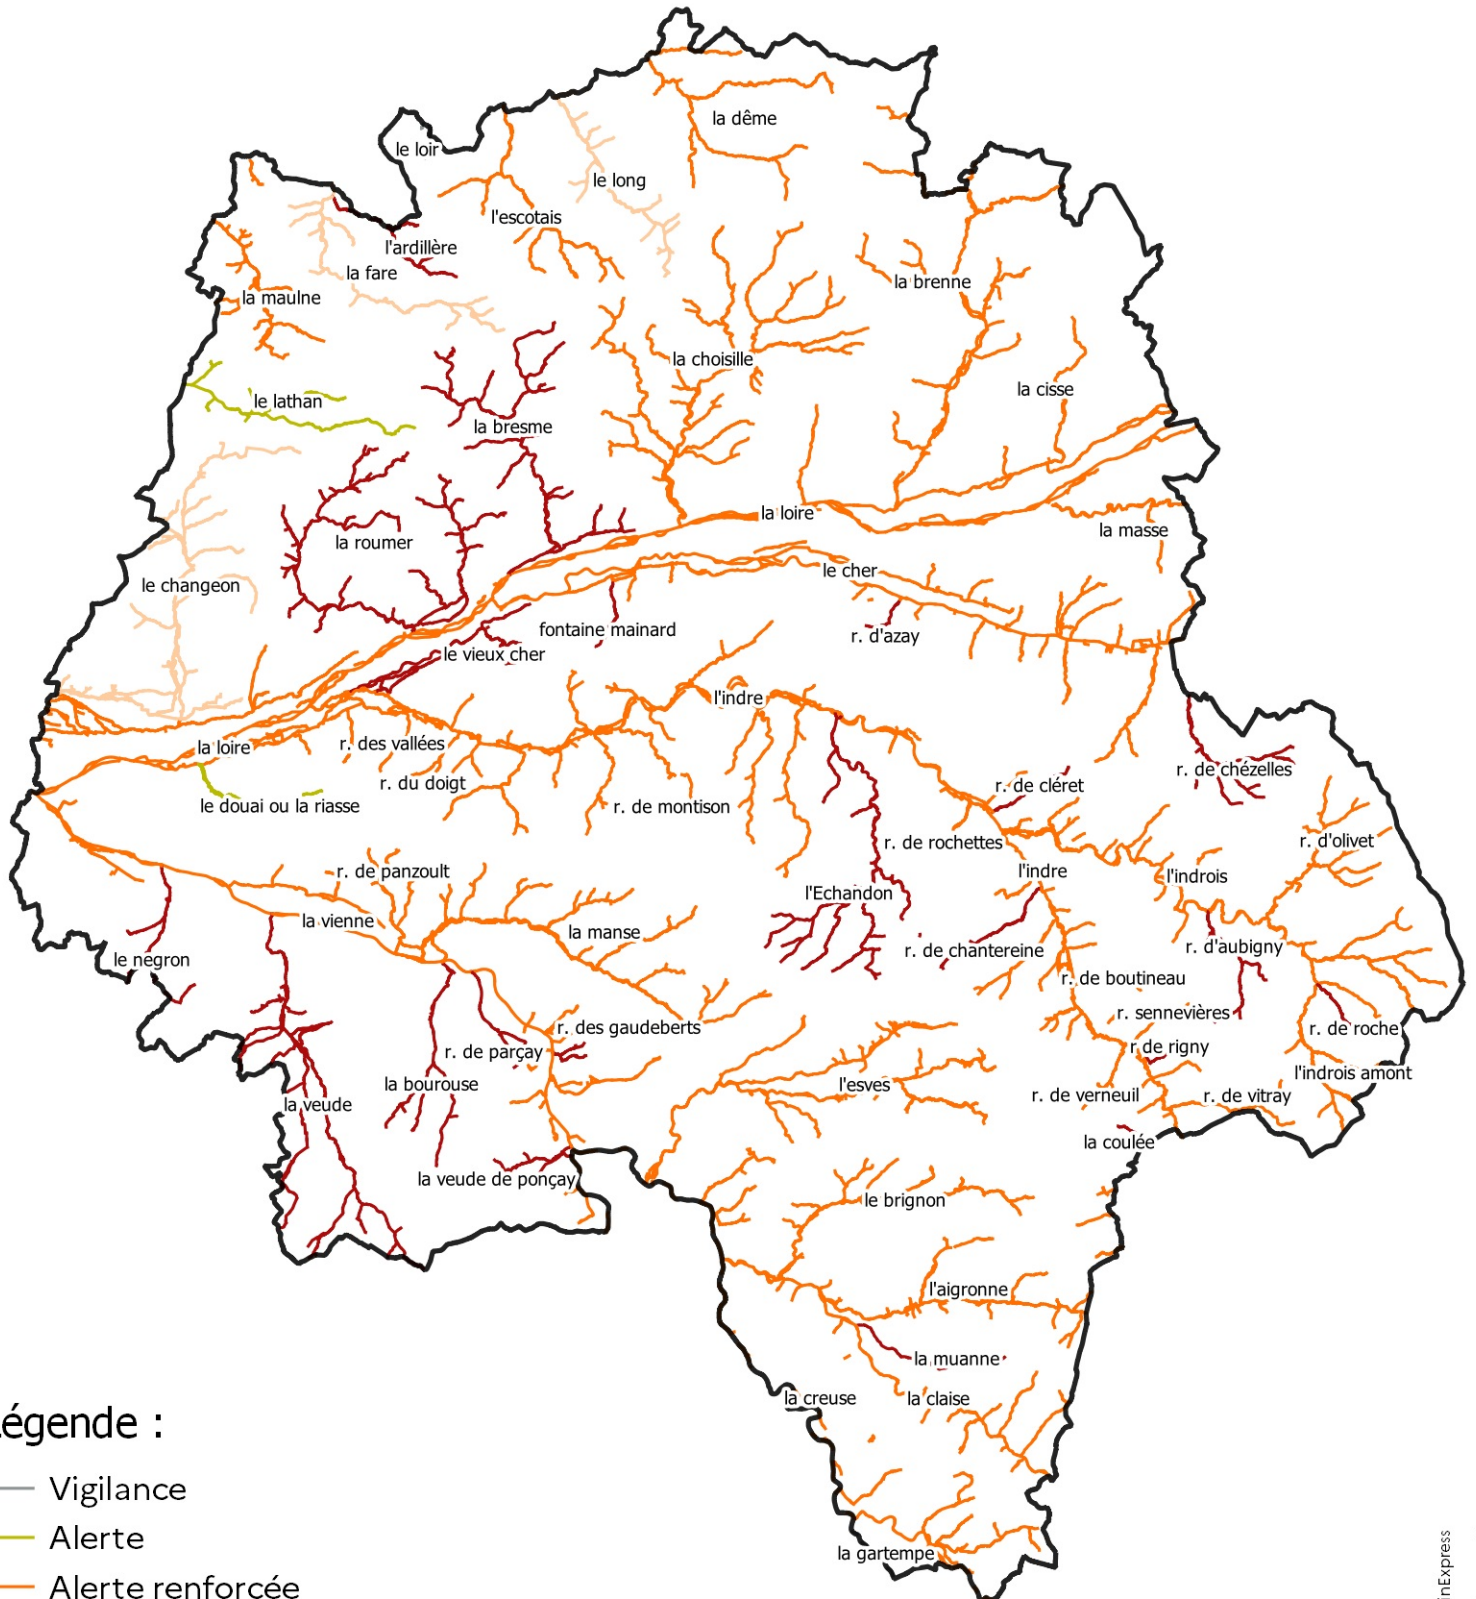 la dême
le loir
le long
l'escotais
l'ardillère
la fare
la brenne
la maulne
la choisille
la cisse
le lathan
la bresme
la loire
la masse
la roumer
le cher
le changeon
fontaine mainard
r. d'azay
le vieux cher
l'indre
r. des vallées
la loire
r. de chézelles
r. du doigt
r. de cléret
le douai ou la riasse
r. de montison
r. de rochettes
r. d'olivet
r. de panzoult
l'indre
l'indrois
l'Echandon
la vienne
la manse
r. d'aubigny
r. de chantereine
le négron
r. de boutineau
r. sennevières
r. des gaudeberts
r. de roche
r. de parçay
r de rigny
l'indrois amont
la bourouse
l'esves
r. de verneuil
r. de vitray
la veude
la coulée
la veude de ponçay
le brignon
l'aigronne
la muanne
la creuse
la claise
égende :
Vigilance
Alerte
la gartempe
Alerte renforcée
inExpress